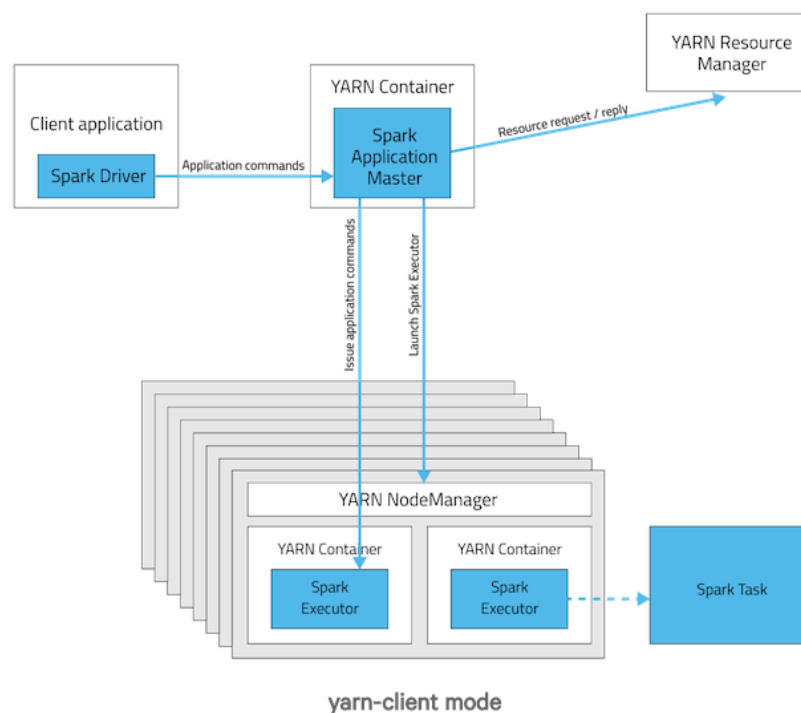 YARN Resource
Manager
YARN Container
Client application
Spark
Application
Master
Spark Driver
Application commands
Resource request / reply
Issue application commands
Launch Spark Executor
YARN NodeManager
YARN Container
YARN Container
Spark
Executor
Spark
Executor
Spark Task
yarn-client mode